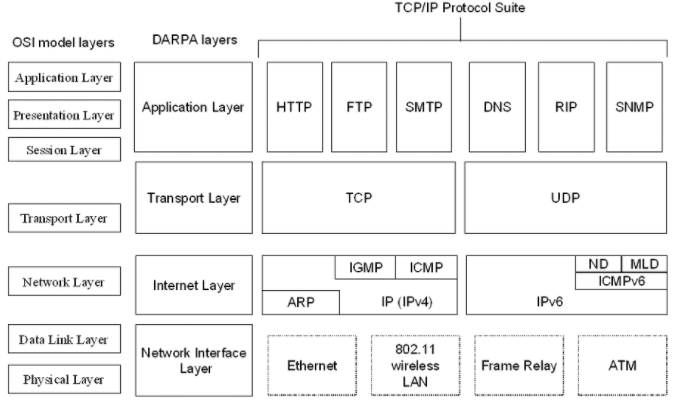 TCP/IP Protocol Suite
OSI model layers
DARPA layers
Application Layer
Presentation Layer
Session Layer
Application Layer
HTTP
FTP
SMTP
DNS
RIP
SNMP
Transport Layer
Transport Layer
TCP
UDP
Network Layer
Internet Layer
IGMP
ICMP
ARP
IP (IPv4)
IPv6
ND
MLD
ICMPv6
Data Link Layer
Physical Layer
Network Interface
Layer
Ethernet
802.11
wireless
LAN
Frame Relay
ATM